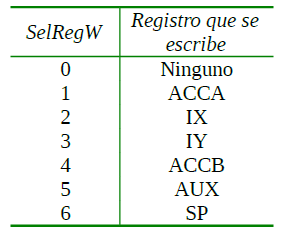 SelRegW Registro que se escribe
0 Ninguno
1 ACCA
2 IX
3 IY
4 ACCB
5 AUX
6 SP